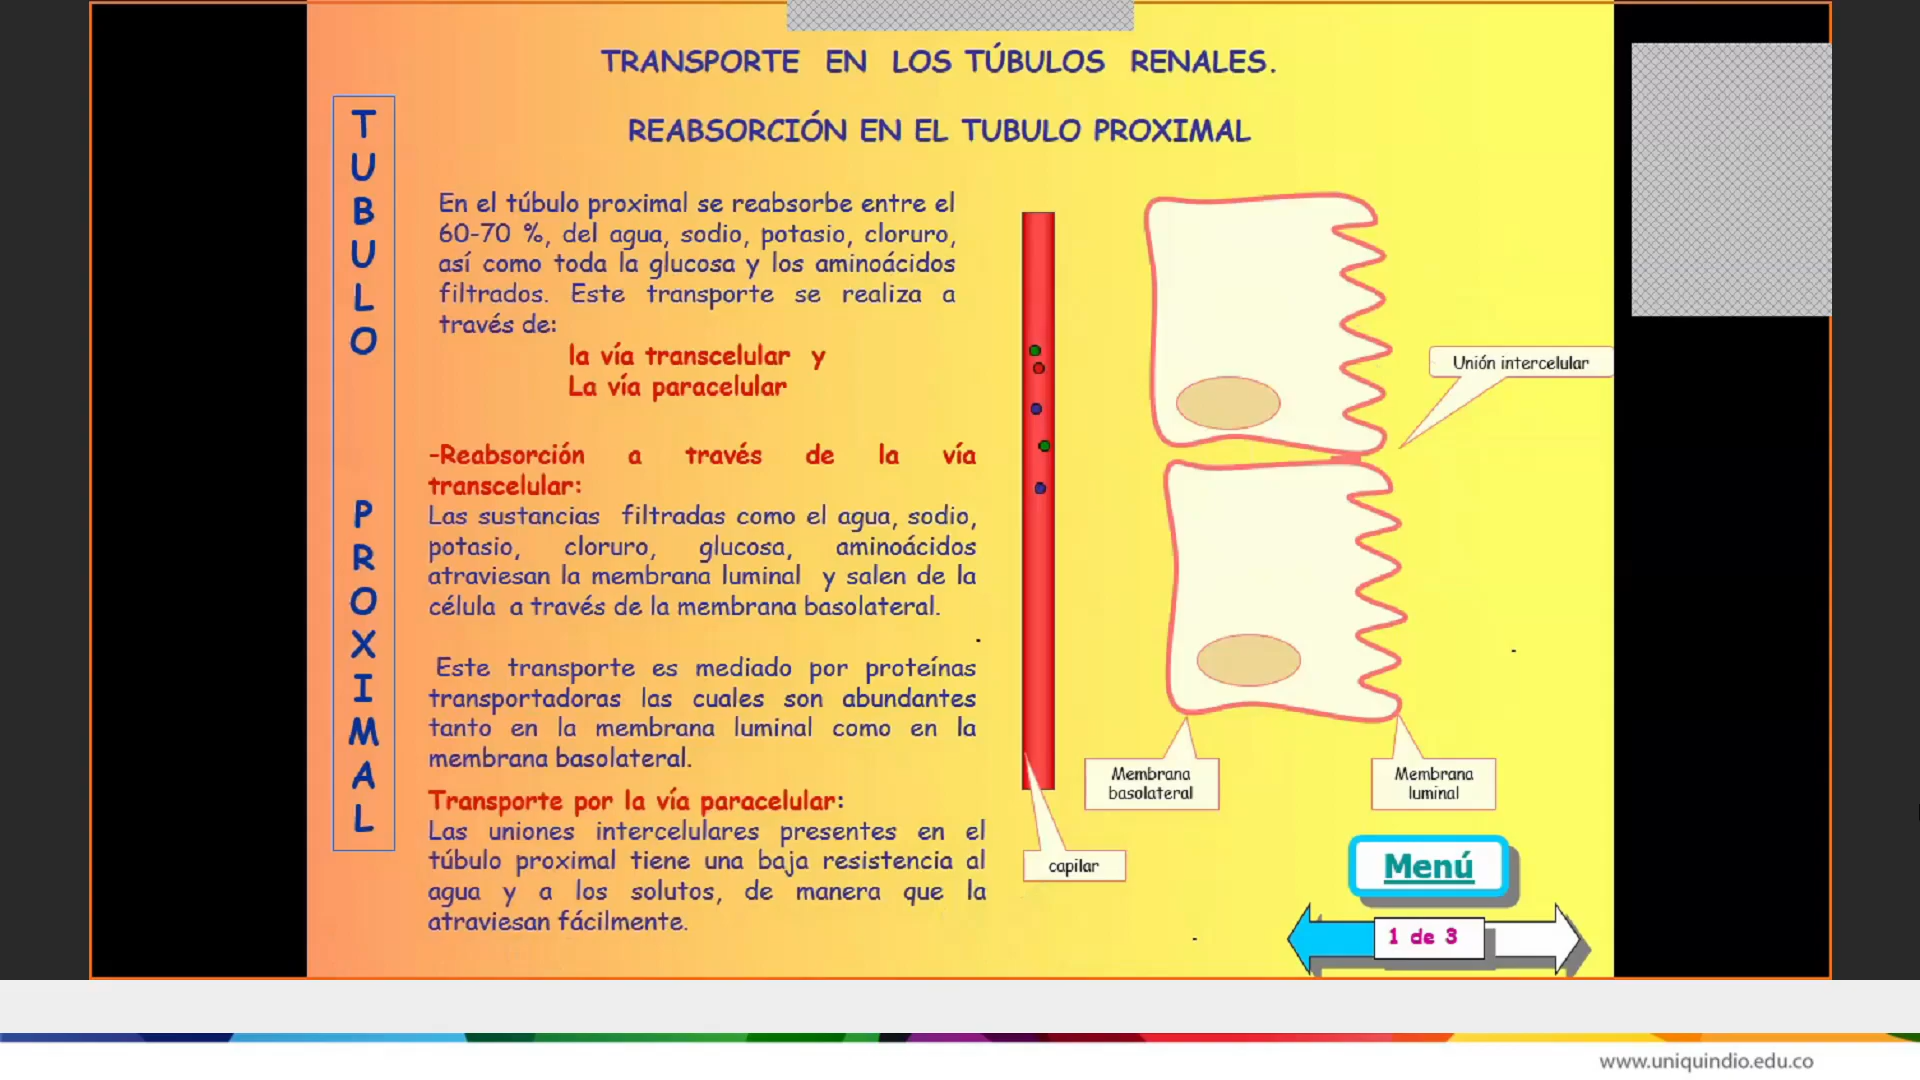 TRANSPORTE EN LOS TÚBULOS RENALES.
REABSORCIÓN EN EL TUBULO PROXIMAL
TUBULO
PROXIMAL
En el túbulo proximal se reabsorbe entre el
60-70 %, del agua, sodio, potasio, cloruro,
así como toda la glucosa y los aminoácidos
filtrados. Este transporte se realiza a
través de:
la vía transcelular y
La vía paracelular
-Reabsorción a través de la vía
transcelular:
Las sustancias filtradas como el agua, sodio,
potasio, cloruro, glucosa, aminoácidos
atraviesan la membrana luminal y salen de la
célula a través de la membrana basolateral.
Este transporte es mediado por proteínas
transportadoras las cuales son abundantes
tanto en la membrana luminal como en la
membrana basolateral.
Transporte por la vía paracelular:
Las uniones intercelulares presentes en el
túbulo proximal tiene una baja resistencia al
agua y a los solutos, de manera que la
atraviesan fácilmente.
Unión intercelular
Membrana
basolateral
Membrana
luminal
capilar
Menú
1 de 3
www.uniquindio.edu.co